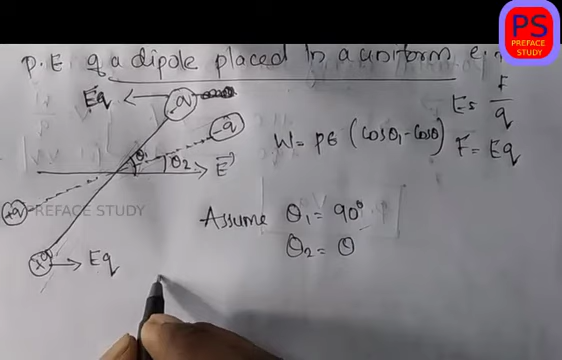 PS
PREFACE
STUDY
P.E of a dipole placed in a uniform e.
Eq
-q
-q
θ1
θ2
E
E = F/q
W = PE (cosθ1 - cosθ)
F = Eq
+q
PREFACE STUDY
Assume θ1 = 90°
θ2 = θ
+q
Eq